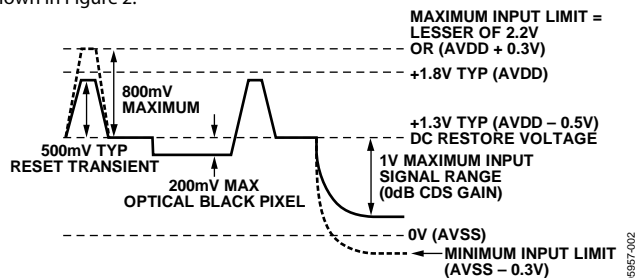 nown in Figure 2.
MAXIMUM INPUT LIMIT =
LESSER OF 2.2V
OR (AVDD + 0.3V)
+1.8V TYP (AVDD)
800mV
MAXIMUM
+1.3V TYP (AVDD – 0.5V)
DC RESTORE VOLTAGE
500mV TYP
RESET TRANSIENT
200mV MAX
OPTICAL BLACK PIXEL
1V MAXIMUM INPUT
SIGNAL RANGE
(0dB CDS GAIN)
0V (AVSS)
MINIMUM INPUT LIMIT
(AVSS – 0.3V)
5957-002